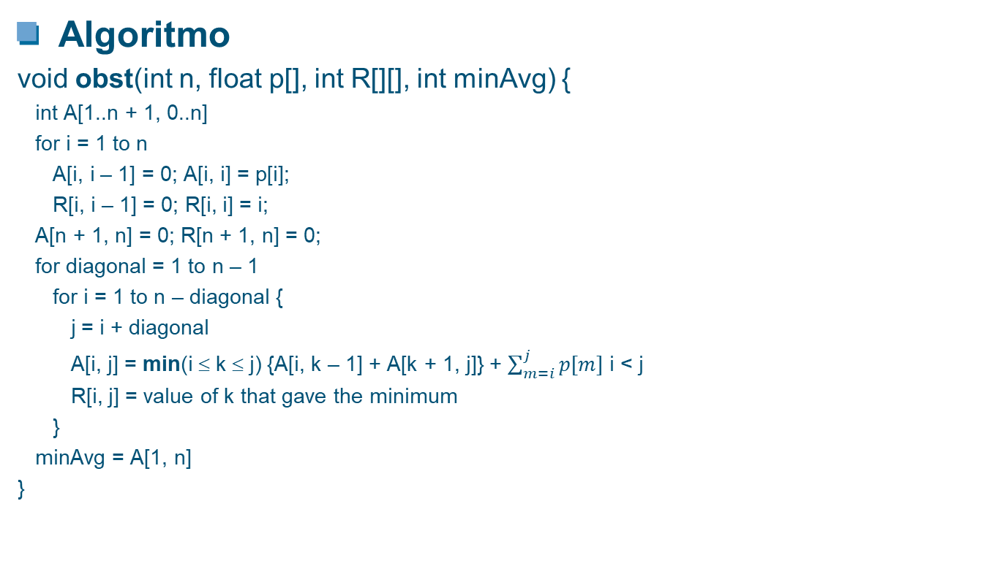 Algoritmo
void obst(int n, float p[], int R[][], int minAvg) {
int A[1..n + 1, 0..n]
for i = 1 to n
A[i, i – 1] = 0; A[i, i] = p[i];
R[i, i – 1] = 0; R[i, i] = i;
A[n + 1, n] = 0; R[n + 1, n] = 0;
for diagonal = 1 to n – 1
for i = 1 to n – diagonal {
j = i + diagonal
A[i, j] = min(i ≤ k ≤ j) {A[i, k – 1] + A[k + 1, j]} + ∑_{m=i}^{j} p[m] i < j
R[i, j] = value of k that gave the minimum
}
minAvg = A[1, n]
}